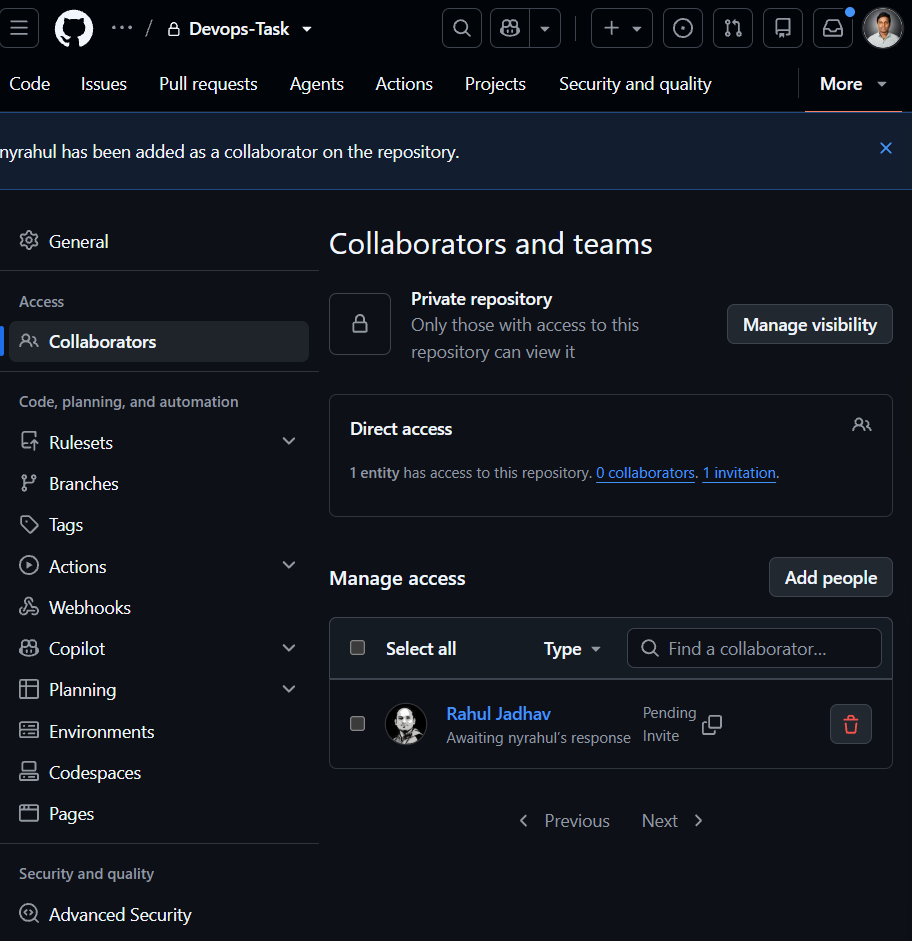 ··· / Devops-Task
Code Issues Pull requests Agents Actions Projects Security and quality More
nyrahul has been added as a collaborator on the repository.
General
Access
Collaborators
Code, planning, and automation
Rulesets
Branches
Tags
Actions
Webhooks
Copilot
Planning
Environments
Codespaces
Pages
Security and quality
Advanced Security
Collaborators and teams
Private repository
Only those with access to this
repository can view it
Manage visibility
Direct access
1 entity has access to this repository. 0 collaborators. 1 invitation.
Manage access
Add people
Select all
Type
Find a collaborator...
Rahul Jadhav
Awaiting nyrahul's response
Pending
Invite
Previous Next